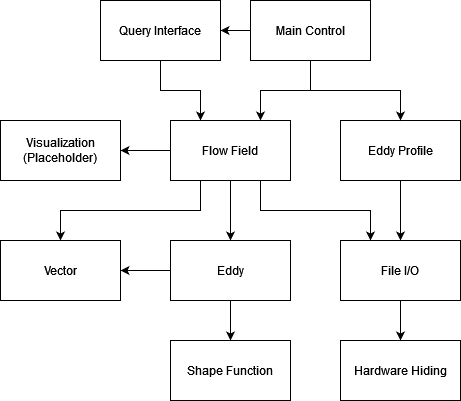 Query Interface
Main Control
Visualization
(Placeholder)
Flow Field
Eddy Profile
Vector
Eddy
File I/O
Shape Function
Hardware Hiding